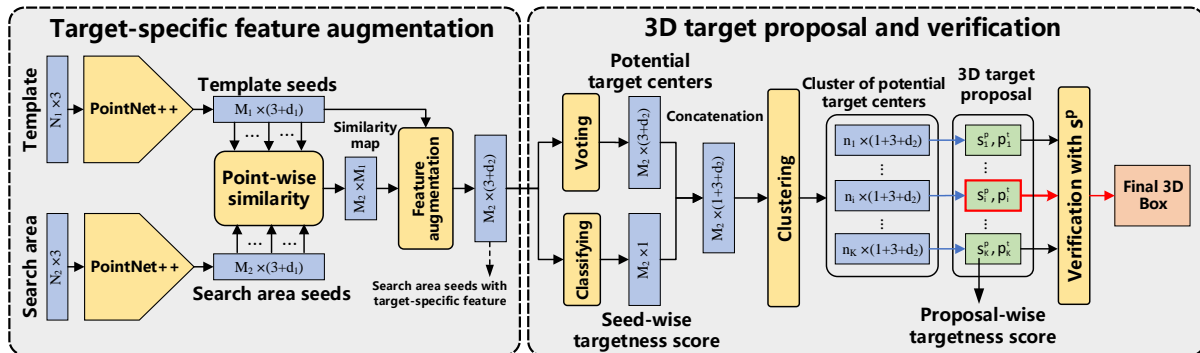 Target-specific feature augmentation
Template
N₁ ×3
PointNet++
Template seeds
M₁ ×(3+d₁)
...
...
Point-wise
similarity
...
...
Search area
N₂ ×3
PointNet++
M₂ ×(3+d₁)
Search area seeds
Similarity
map
M₂ ×M₁
Feature
augmentation
M₂ ×(3+d₂)
Search area seeds with
target-specific feature
3D target proposal and verification
Potential
target centers
Voting
M₂ ×(3+d₂)
Classifying
M₂ ×1
Seed-wise
targetness score
Concatenation
M₂ ×(1+3+d₂)
Clustering
Cluster of potential
target centers
n₁ ×(1+3+d₂)
⋮
nᵢ ×(1+3+d₂)
⋮
n_K ×(1+3+d₂)
3D target
proposal
s₁ᵖ, p₁ᵗ
⋮
sᵢᵖ, pᵢᵗ
⋮
s_Kᵖ, p_Kᵗ
Proposal-wise
targetness score
Verification with sᵖ
Final 3D
Box